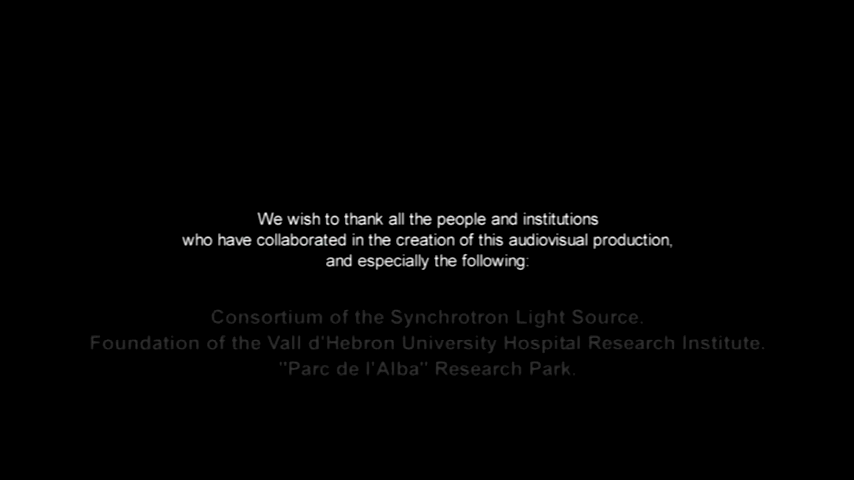 We wish to thank all the people and institutions
who have collaborated in the creation of this audiovisual production,
and especially the following:
Consortium of the Synchrotron Light Source.
Foundation of the Vall d'Hebron University Hospital Research Institute.
"Parc de l'Alba" Research Park.